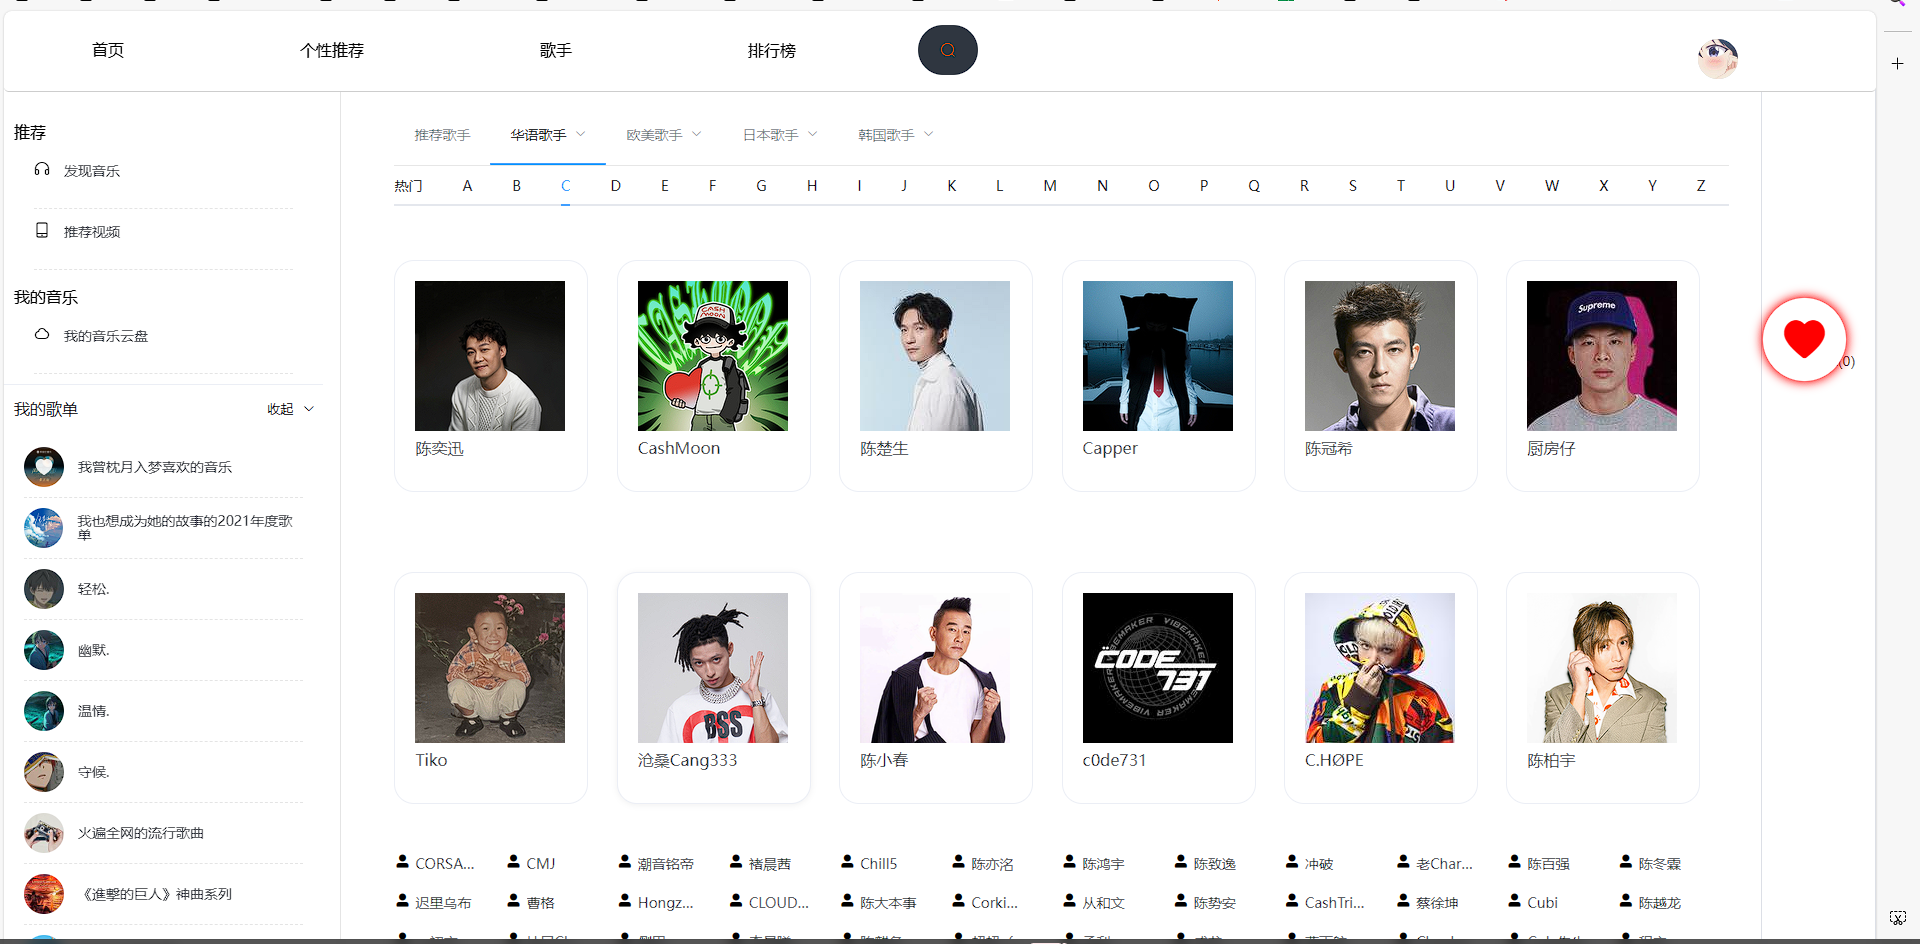 首页 个性推荐 歌手 排行榜
推荐
发现音乐
推荐视频
我的音乐
我的音乐云盘
我的歌单 收起
我曾枕月入梦喜欢的音乐
我也想成为她的故事的2021年度歌
单
轻松.
幽默.
温情.
守候.
火遍全网的流行歌曲
《進撃的巨人》神曲系列
推荐歌手 华语歌手 欧美歌手 日本歌手 韩国歌手
热门 A B C D E F G H I J K L M N O P Q R S T U V W X Y Z
CASH
MOON
Supreme
陈奕迅 CashMoon 陈楚生 Capper 陈冠希 厨房仔
(0)
BSS
CODE
731
VIBEMAKER
Tiko 沧桑Cang333 陈小春 c0de731 C.HØPE 陈柏宇
CORSA... CMJ 潮音铭帝 褚晨茜 Chill5 陈亦洺 陈鸿宇 陈致逸 冲破 老Char... 陈百强 陈冬霖
迟里乌布 曹格 Hongz... CLOUD... 陈大本事 Corki... 从和文 陈势安 CashTri... 蔡徐坤 Cubi 陈越龙